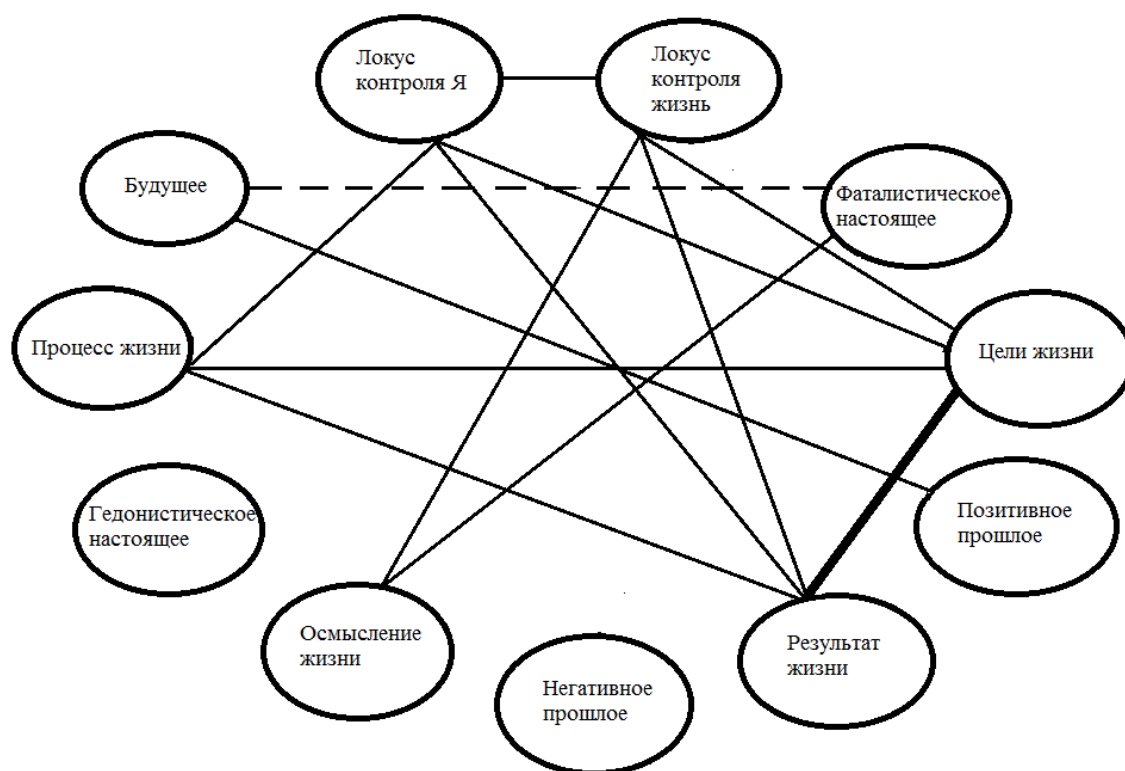 Локус
контроля Я
Локус
контроля
жизнь
Будущее
Фаталистическое
настоящее
Процесс жизни
Цели жизни
Гедонистическое
настоящее
Позитивное
прошлое
Осмысление
жизни
Результат
жизни
Негативное
прошлое